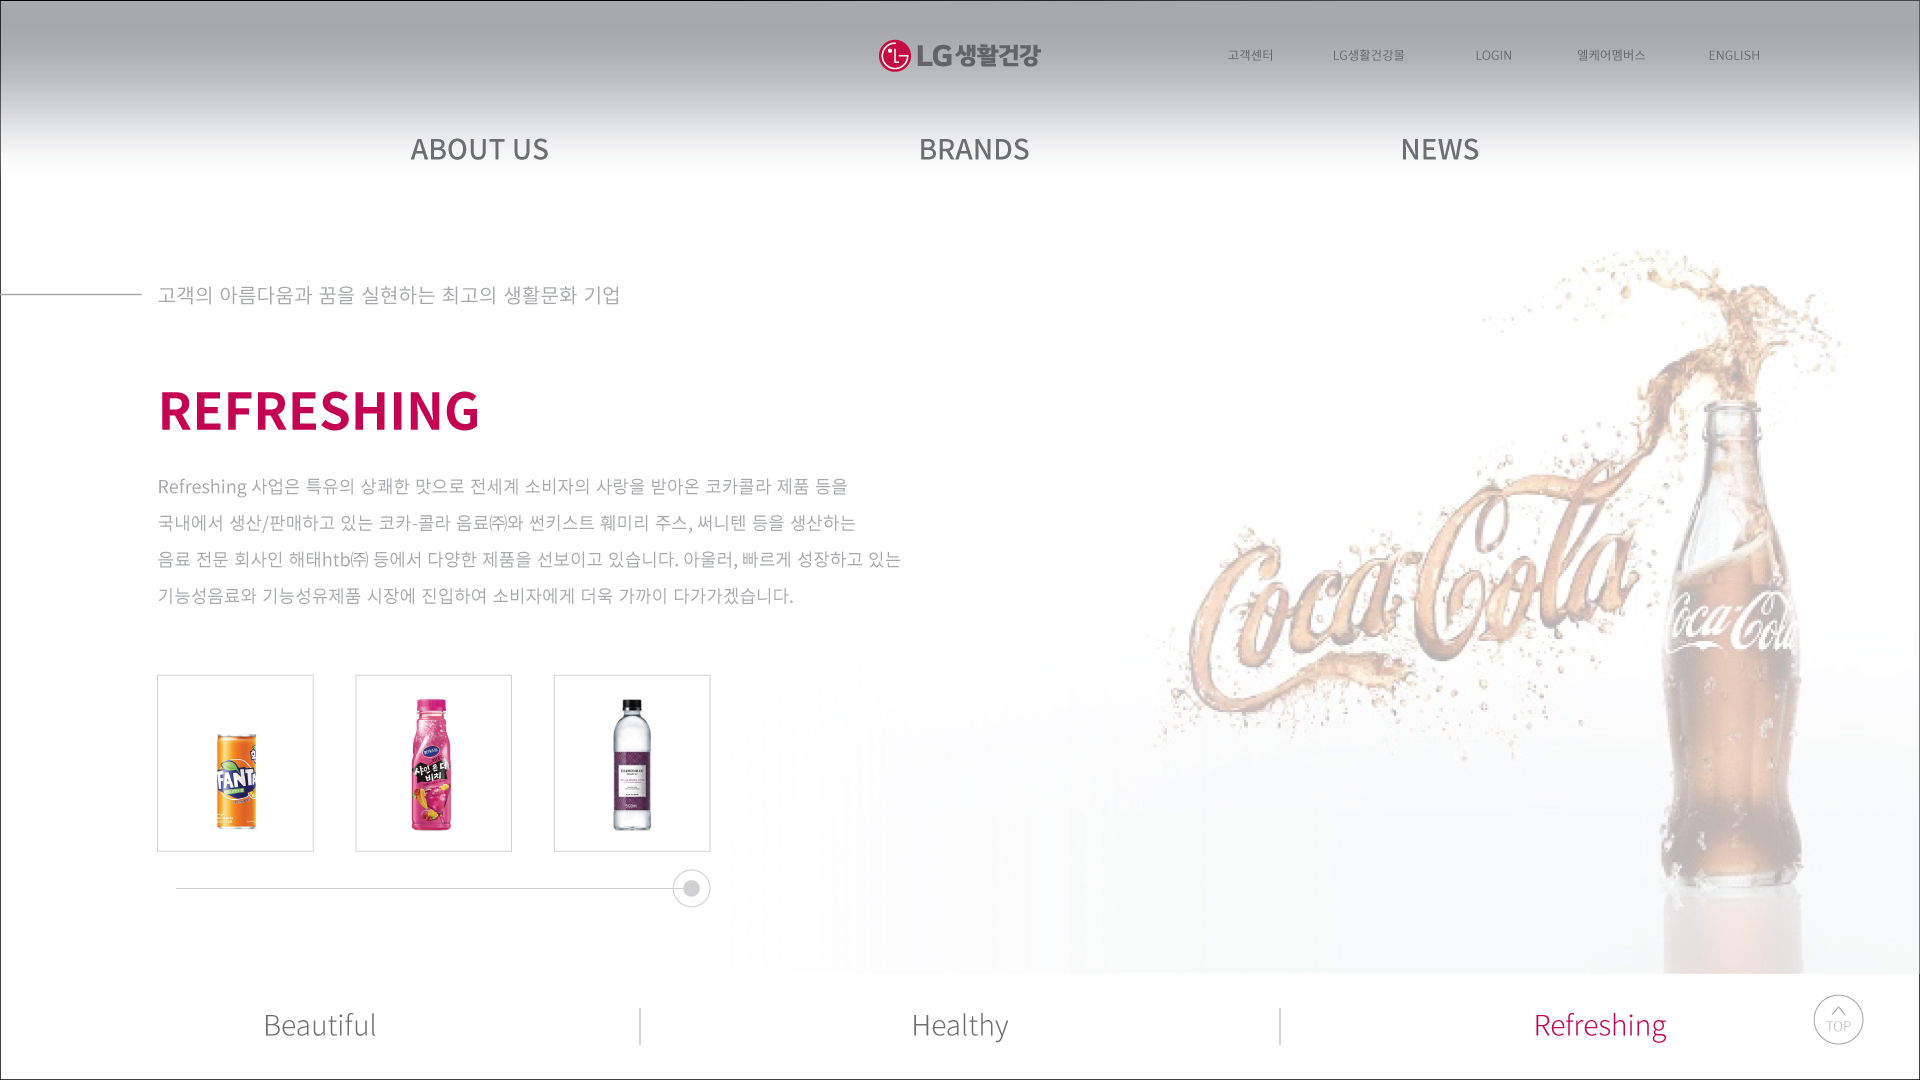 LG생활건강
고객센터 LG생활건강몰 LOGIN 엘케어멤버스 ENGLISH
ABOUT US BRANDS NEWS
고객의 아름다움과 꿈을 실현하는 최고의 생활문화 기업
REFRESHING
Refreshing 사업은 특유의 상쾌한 맛으로 전세계 소비자의 사랑을 받아온 코카콜라 제품 등을
국내에서 생산/판매하고 있는 코카-콜라 음료㈜와 썬키스트 훼미리 주스, 써니텐 등을 생산하는
음료 전문 회사인 해태htb㈜ 등에서 다양한 제품을 선보이고 있습니다. 아울러, 빠르게 성장하고 있는
기능성음료와 기능성유제품 시장에 진입하여 소비자에게 더욱 가까이 다가가겠습니다.
Coca-Cola
Coca-Cola
FANTA
Beautiful Healthy Refreshing
TOP